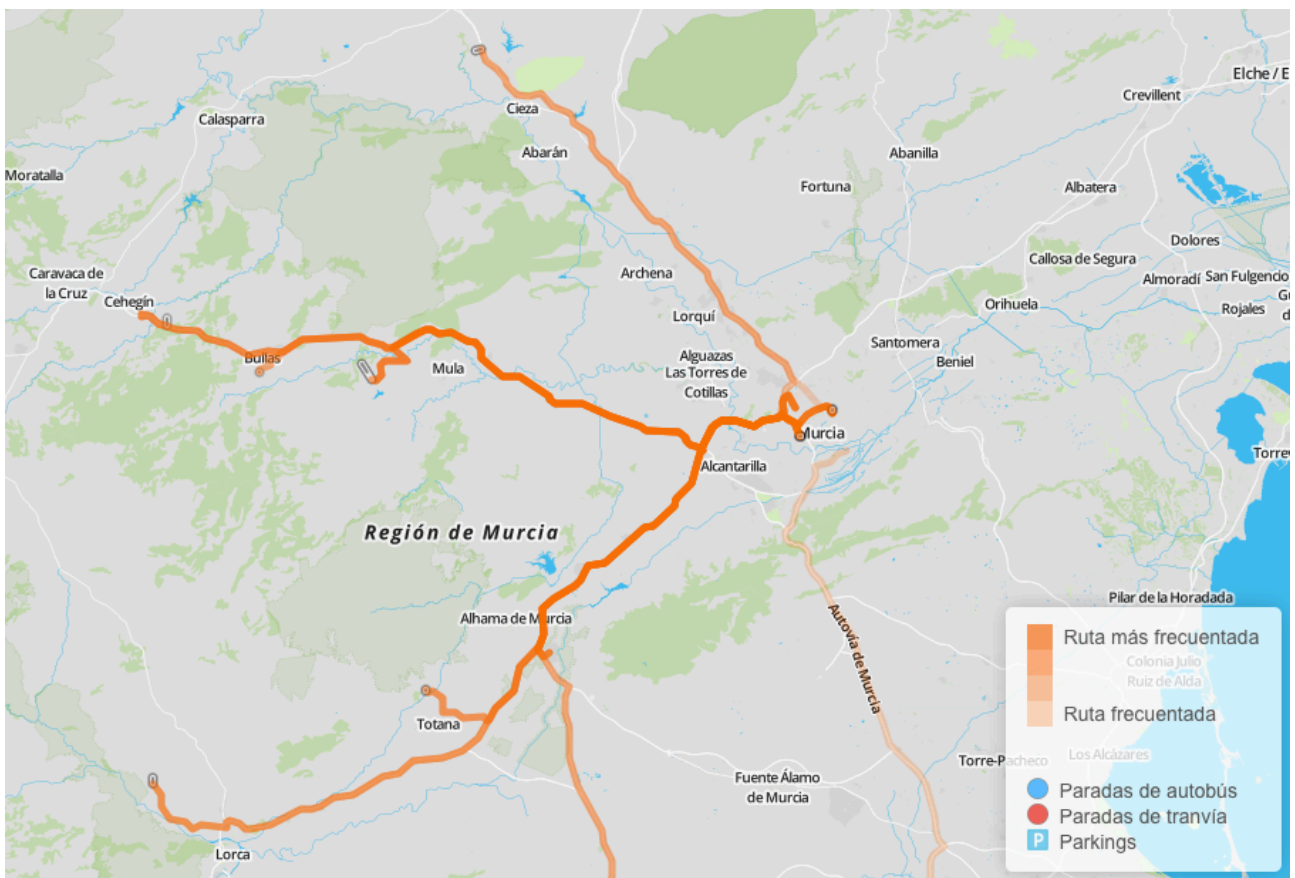 Elche / E
Crevillent
Cieza
Calasparra
Abarán
Abanilla
Moratalla
Fortuna
Albatera
Dolores
Callosa de Segura
Caravaca de
la Cruz
Archena
Almoradí
San Fulgencio
Cehegín
Orihuela
Rojales
Lorquí
Santomera
Bullas
Mula
Alguazas
Beniel
Las Torres de
Cotillas
Murcia
Alcantarilla
Torrev
Región de Murcia
Pilar de la Horadada
Alhama de Murcia
Autovía de Murcia
Totana
Torre-Pacheco
Fuente Álamo
de Murcia
Lorca
Ruta más frecuentada
Colonia Julio
Ruiz de Alda
Ruta frecuentada
Los Alcázares
Paradas de autobús
Paradas de tranvía
P Parkings